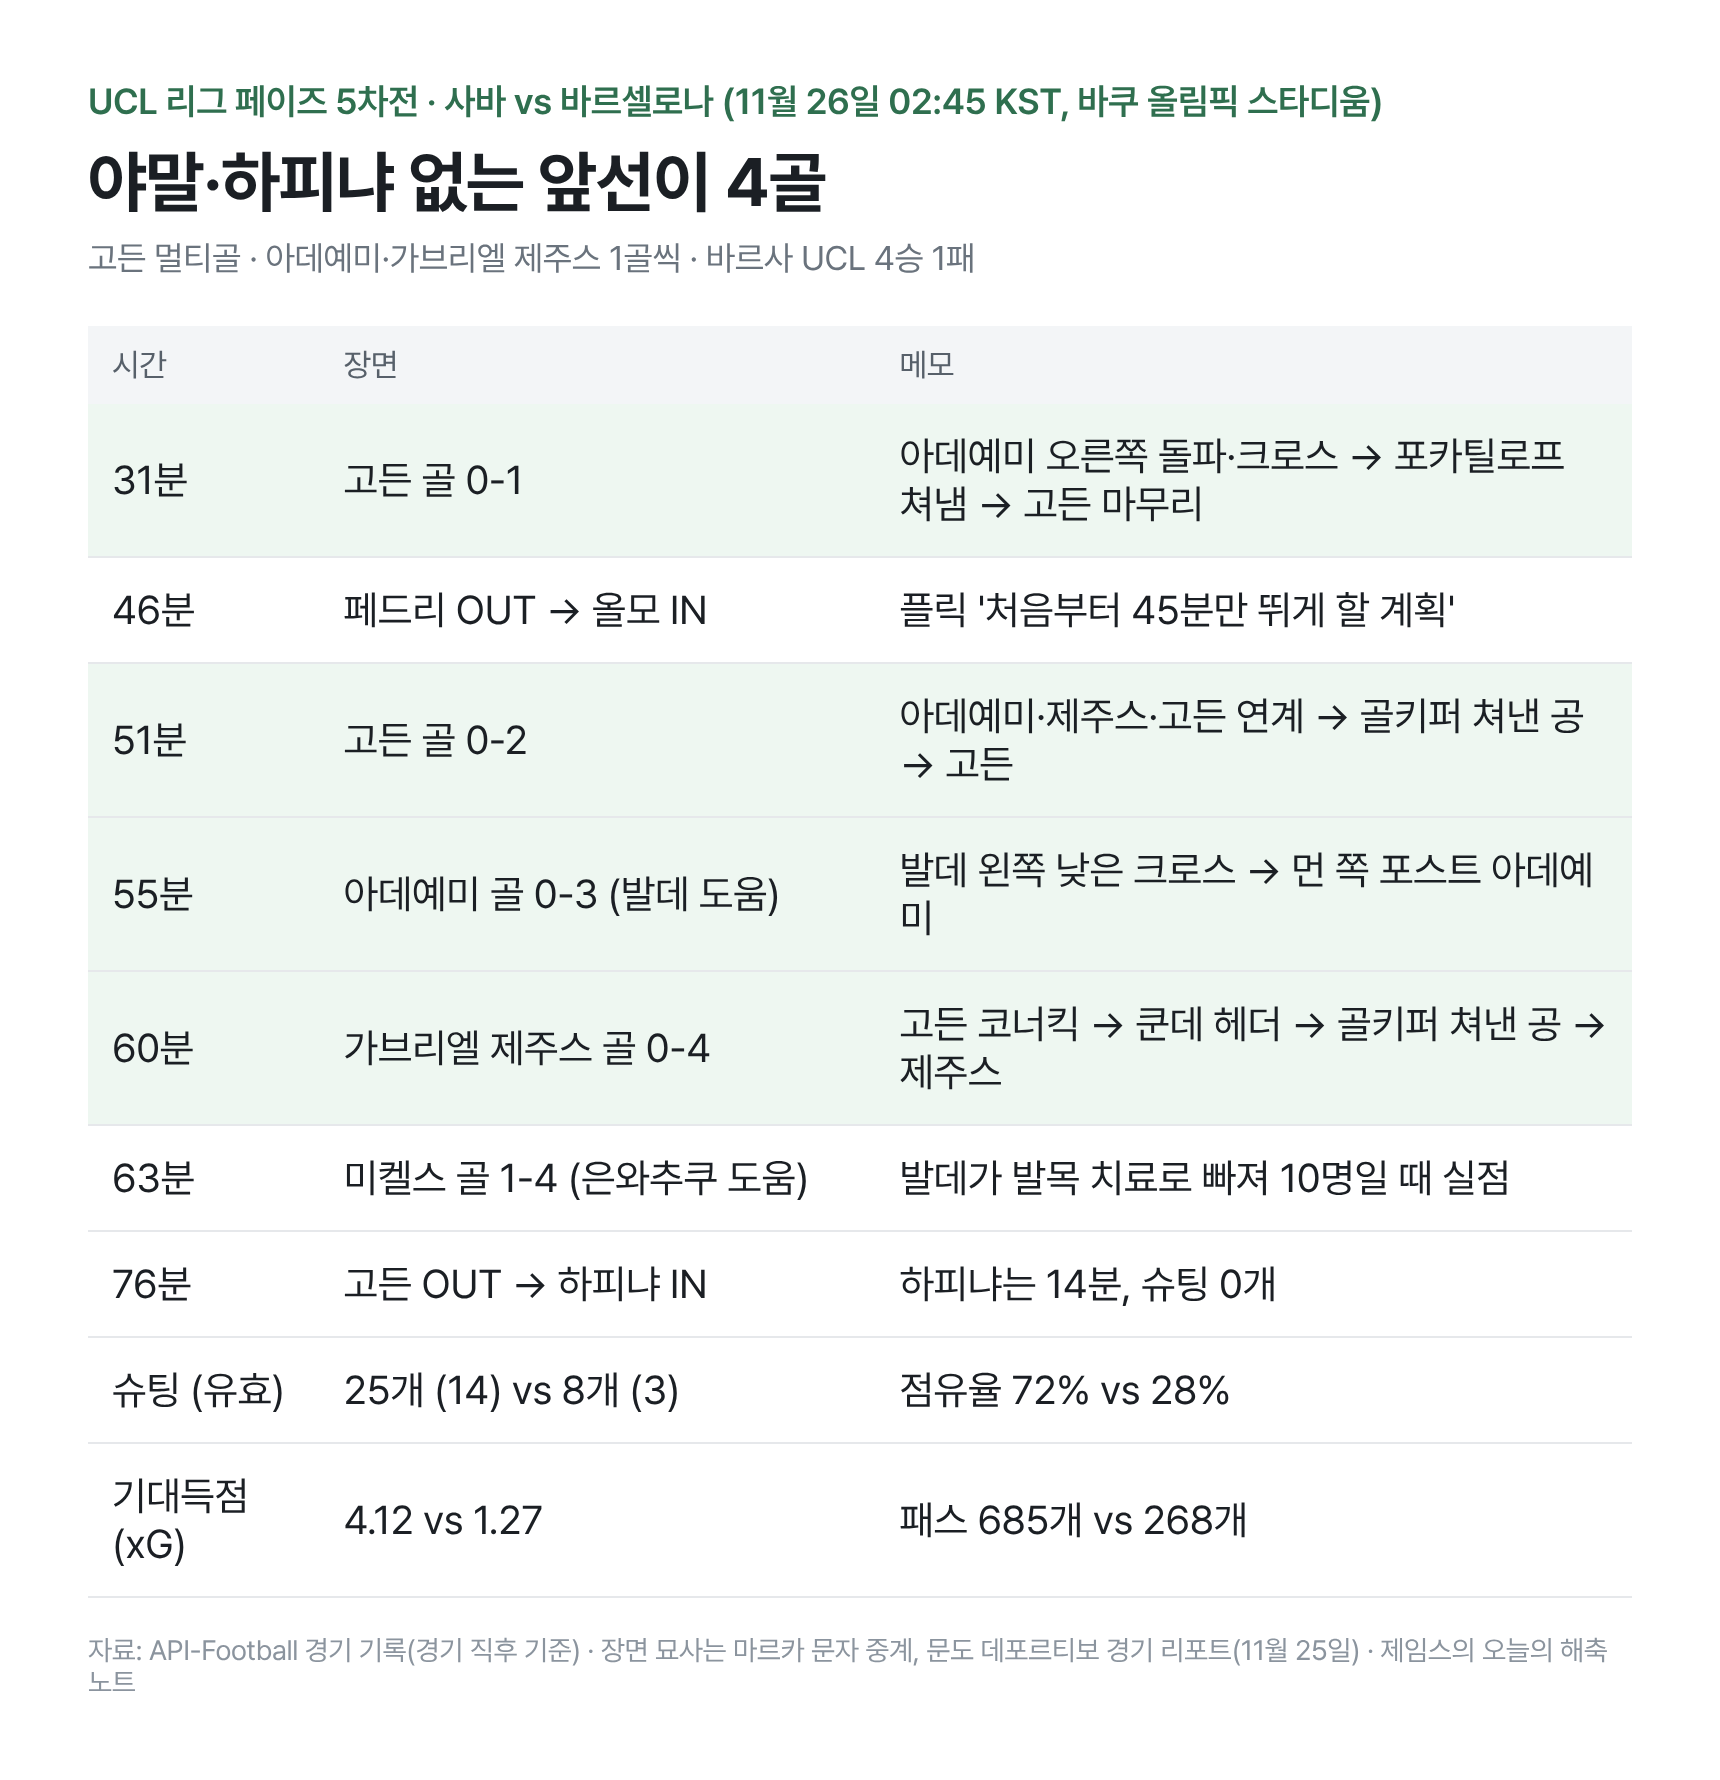 UCL 리그 페이즈 5차전 · 사바 vs 바르셀로나 (11월 26일 02:45 KST, 바쿠 올림픽 스타디움)
야말·하피냐 없는 앞선이 4골
고든 멀티골 · 아데예미·가브리엘 제주스 1골씩 · 바르사 UCL 4승 1패
시간 장면 메모
31분 고든 골 0-1 아데예미 오른쪽 돌파·크로스 → 포카틸로프
쳐냄 → 고든 마무리
46분 페드리 OUT → 올모 IN 플릭 '처음부터 45분만 뛰게 할 계획'
51분 고든 골 0-2 아데예미·제주스·고든 연계 → 골키퍼 쳐낸 공
→ 고든
55분 아데예미 골 0-3 (발데 도움) 발데 왼쪽 낮은 크로스 → 먼 쪽 포스트 아데예
미
60분 가브리엘 제주스 골 0-4 고든 코너킥 → 쿤데 헤더 → 골키퍼 쳐낸 공 →
제주스
63분 미켈스 골 1-4 (은와추쿠 도움) 발데가 발목 치료로 빠져 10명일 때 실점
76분 고든 OUT → 하피냐 IN 하피냐는 14분, 슈팅 0개
슈팅 (유효) 25개 (14) vs 8개 (3) 점유율 72% vs 28%
기대득점
(xG) 4.12 vs 1.27 패스 685개 vs 268개
자료: API-Football 경기 기록(경기 직후 기준) · 장면 묘사는 마르카 문자 중계, 문도 데포르티보 경기 리포트(11월 25일) · 제임스의 오늘의 해축
노트